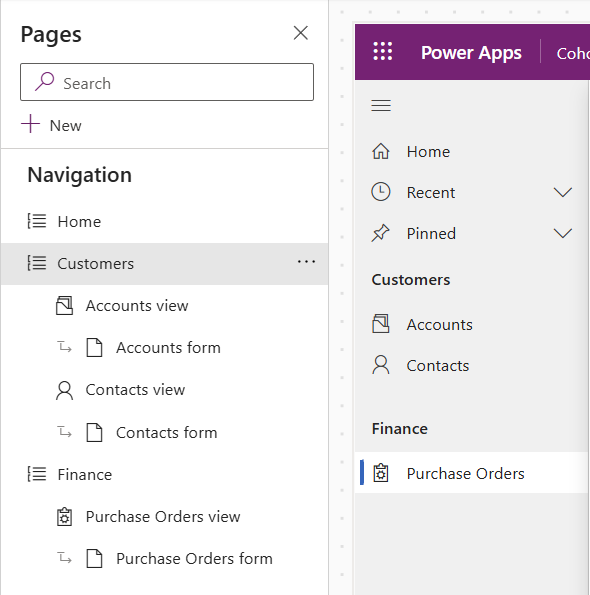 Pages
Search
New
Navigation
Home
Customers
Accounts view
Accounts form
Contacts view
Contacts form
Finance
Purchase Orders view
Purchase Orders form
Power Apps
Coho
Home
Recent
Pinned
Customers
Accounts
Contacts
Finance
Purchase Orders